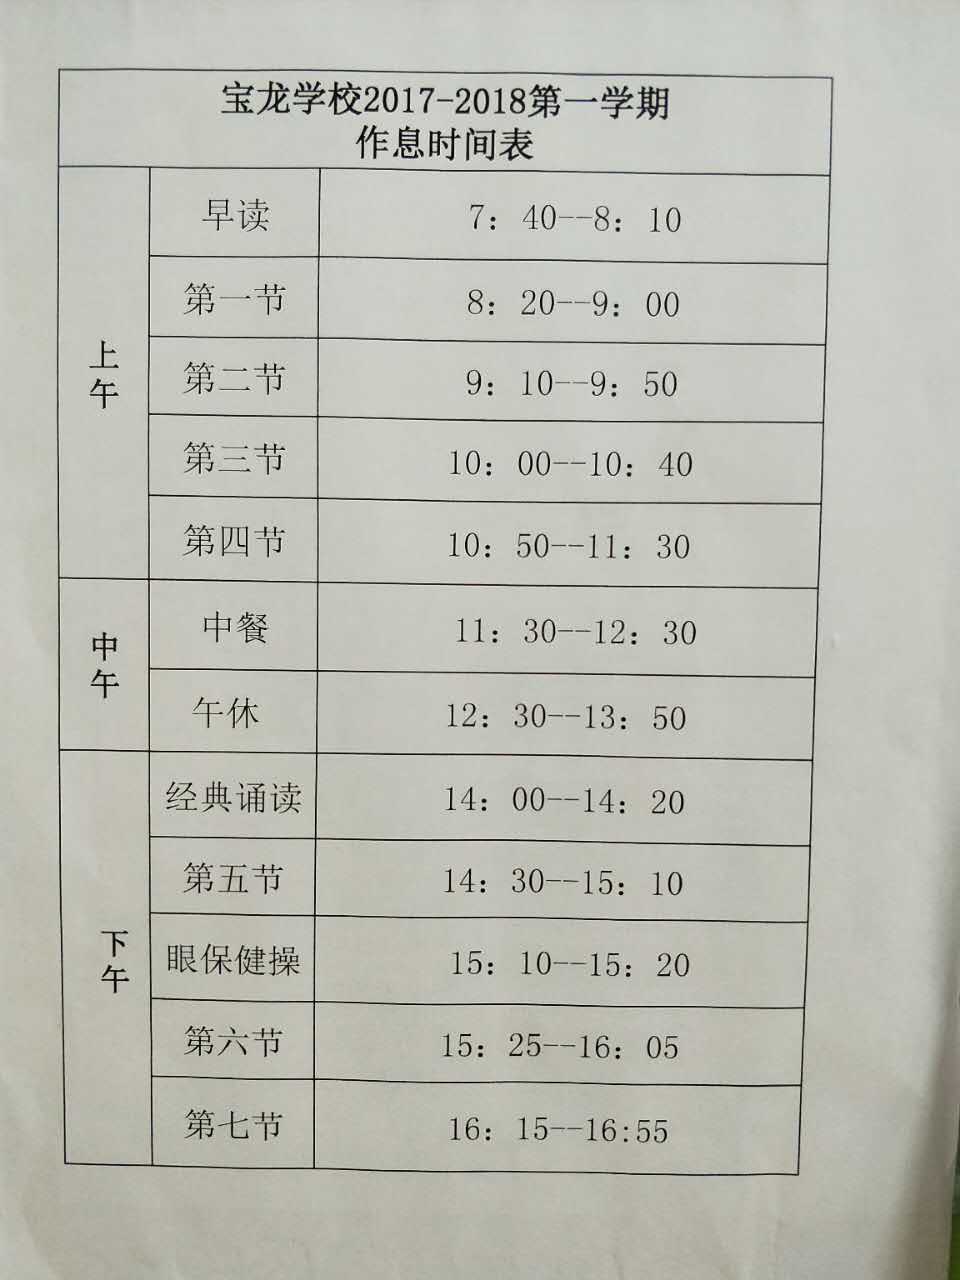 宝龙学校2017-2018第一学期
作息时间表
上午
早读 7：40--8：10
第一节 8：20--9：00
第二节 9：10--9：50
第三节 10：00--10：40
第四节 10：50--11：30
中午
中餐 11：30--12：30
午休 12：30--13：50
下午
经典诵读 14：00--14：20
第五节 14：30--15：10
眼保健操 15：10--15：20
第六节 15：25--16：05
第七节 16：15--16:55